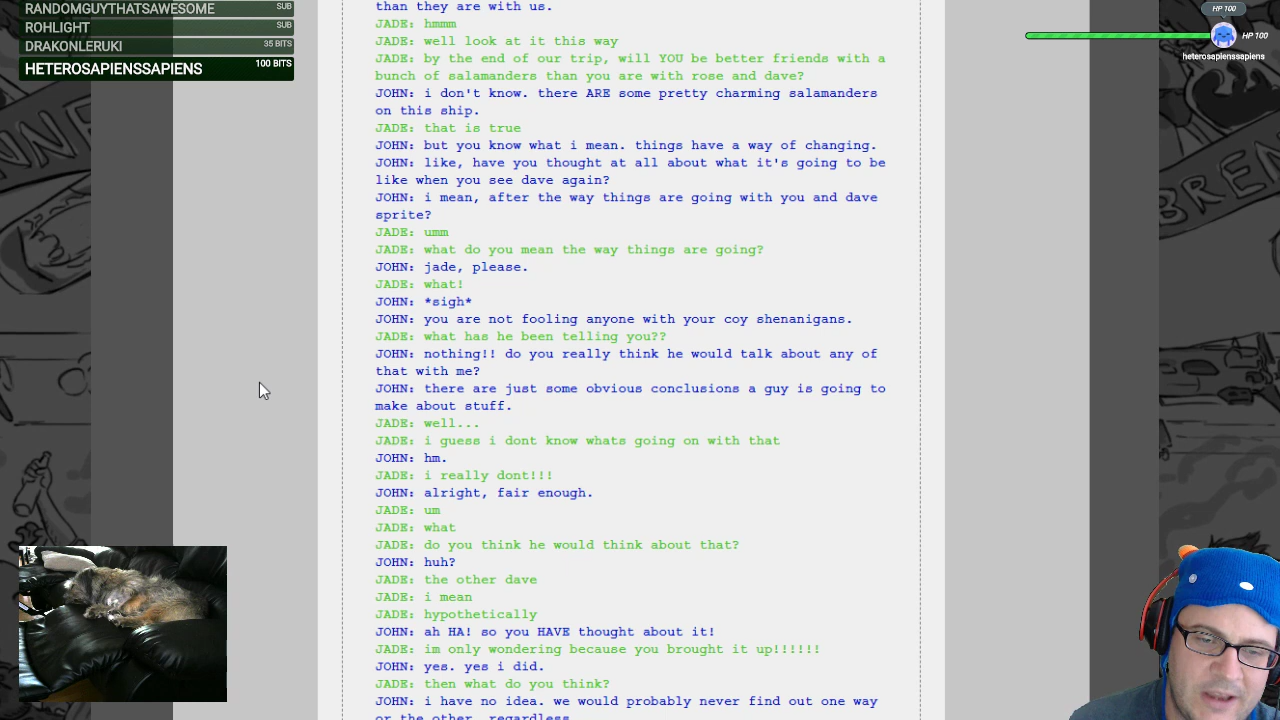 RANDOMGUYTHATSAWESOME SUB
ROHLIGHT SUB
DRAKONLERUKI 35 BITS
HETEROSAPIENSSAPIENS 100 BITS
HP 100
HP 100
heterosapienssapiens
than they are with us.
JADE: hmmm
JADE: well look at it this way
JADE: by the end of our trip, will YOU be better friends with a
bunch of salamanders than you are with rose and dave?
JOHN: i don't know. there ARE some pretty charming salamanders
on this ship.
JADE: that is true
JOHN: but you know what i mean. things have a way of changing.
JOHN: like, have you thought at all about what it's going to be
like when you see dave again?
JOHN: i mean, after the way things are going with you and dave
sprite?
JADE: umm
JADE: what do you mean the way things are going?
JOHN: jade, please.
JADE: what!
JOHN: *sigh*
JOHN: you are not fooling anyone with your coy shenanigans.
JADE: what has he been telling you??
JOHN: nothing!! do you really think he would talk about any of
that with me?
JOHN: there are just some obvious conclusions a guy is going to
make about stuff.
JADE: well...
JADE: i guess i dont know whats going on with that
JOHN: hm.
JADE: i really dont!!!
JOHN: alright, fair enough.
JADE: um
JADE: what
JADE: do you think he would think about that?
JOHN: huh?
JADE: the other dave
JADE: i mean
JADE: hypothetically
JOHN: ah HA! so you HAVE thought about it!
JADE: im only wondering because you brought it up!!!!!!
JOHN: yes. yes i did.
JADE: then what do you think?
JOHN: i have no idea. we would probably never find out one way
or the other, regardless